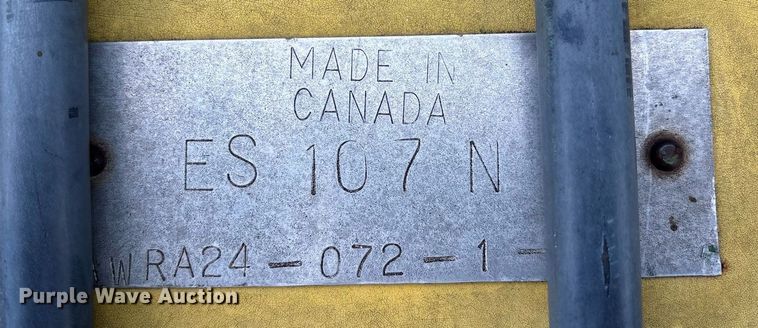 MADE IN
CANADA
ES 107 N
WRA24-072-1-
Purple Wave Auction